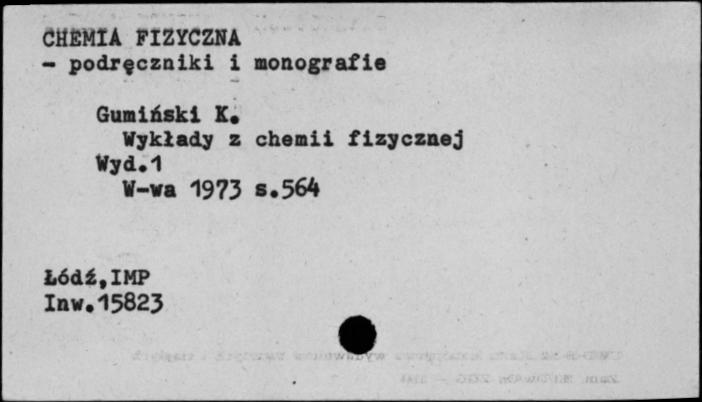 CHEMIA FIZYCZNA
- podręczniki i monografie
Gumiński K.
Wykłady z chemii fizycznej
Wyd.1
W-wa 1973 s.564
Łódź,IMP
Inw.15823